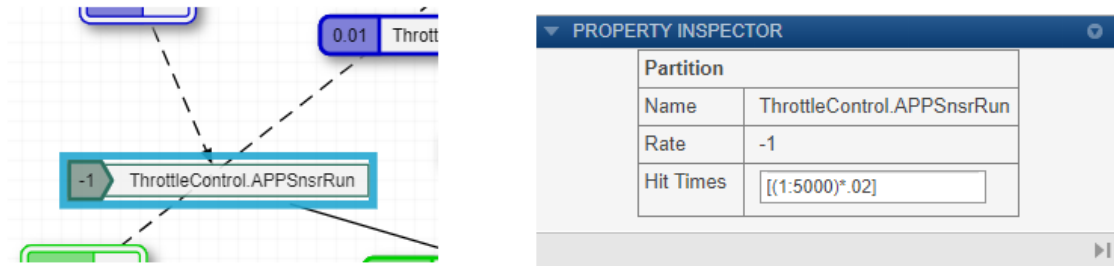 0.01 Thrott
-1 ThrottleControl.APPSnsrRun
PROPERTY INSPECTOR
Partition
Name ThrottleControl.APPSnsrRun
Rate -1
Hit Times [(1:5000)*.02]